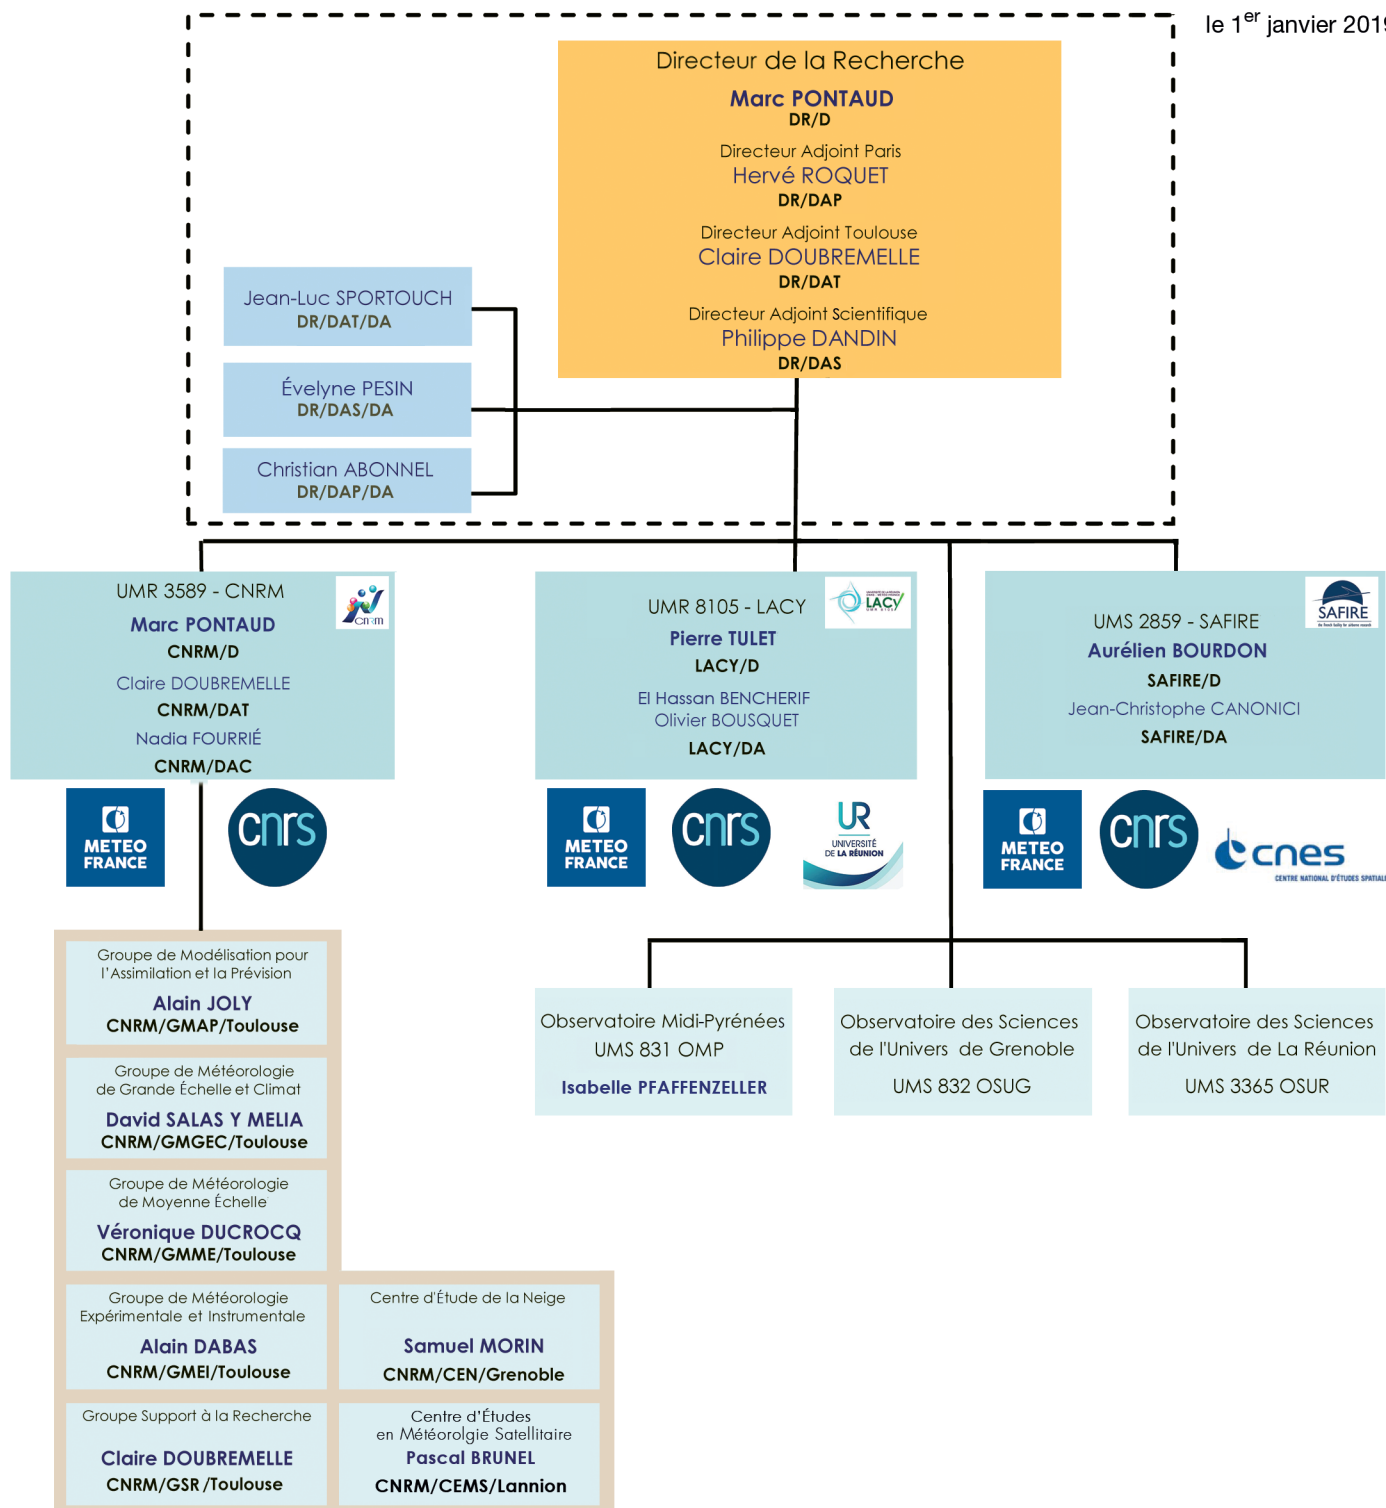 le 1er janvier 2019
Directeur de la Recherche
Marc PONTAUD
DR/D
Directeur Adjoint Paris
Hervé ROQUET
DR/DAP
Directeur Adjoint Toulouse
Claire DOUBREMELLE
DR/DAT
Directeur Adjoint Scientifique
Philippe DANDIN
DR/DAS
Jean-Luc SPORTOUCH
DR/DAT/DA
Évelyne PESIN
DR/DAS/DA
Christian ABONNEL
DR/DAP/DA
UMR 3589 - CNRM
cnrm
Marc PONTAUD
CNRM/D
Claire DOUBREMELLE
CNRM/DAT
Nadia FOURRIÉ
CNRM/DAC
METEO
FRANCE
cnrs
UMR 8105 - LACY
LACY
Pierre TULET
LACY/D
El Hassan BENCHERIF
Olivier BOUSQUET
LACY/DA
METEO
FRANCE
cnrs
UR
UNIVERSITÉ
DE LA RÉUNION
UMS 2859 - SAFIRE
SAFIRE
Aurélien BOURDON
SAFIRE/D
Jean-Christophe CANONICI
SAFIRE/DA
METEO
FRANCE
cnrs
cnes
CENTRE NATIONAL D'ÉTUDES SPATIALES
Groupe de Modélisation pour
l'Assimilation et la Prévision
Alain JOLY
CNRM/GMAP/Toulouse
Groupe de Météorologie
de Grande Échelle et Climat
David SALAS Y MELIA
CNRM/GMGEC/Toulouse
Groupe de Météorologie
de Moyenne Échelle
Véronique DUCROCQ
CNRM/GMME/Toulouse
Groupe de Météorologie
Expérimentale et Instrumentale
Alain DABAS
CNRM/GMEI/Toulouse
Groupe Support à la Recherche
Claire DOUBREMELLE
CNRM/GSR /Toulouse
Centre d'Étude de la Neige
Samuel MORIN
CNRM/CEN/Grenoble
Centre d'Études
en Météorolgie Satellitaire
Pascal BRUNEL
CNRM/CEMS/Lannion
Observatoire Midi-Pyrénées
UMS 831 OMP
Isabelle PFAFFENZELLER
Observatoire des Sciences
de l'Univers de Grenoble
UMS 832 OSUG
Observatoire des Sciences
de l'Univers de La Réunion
UMS 3365 OSUR